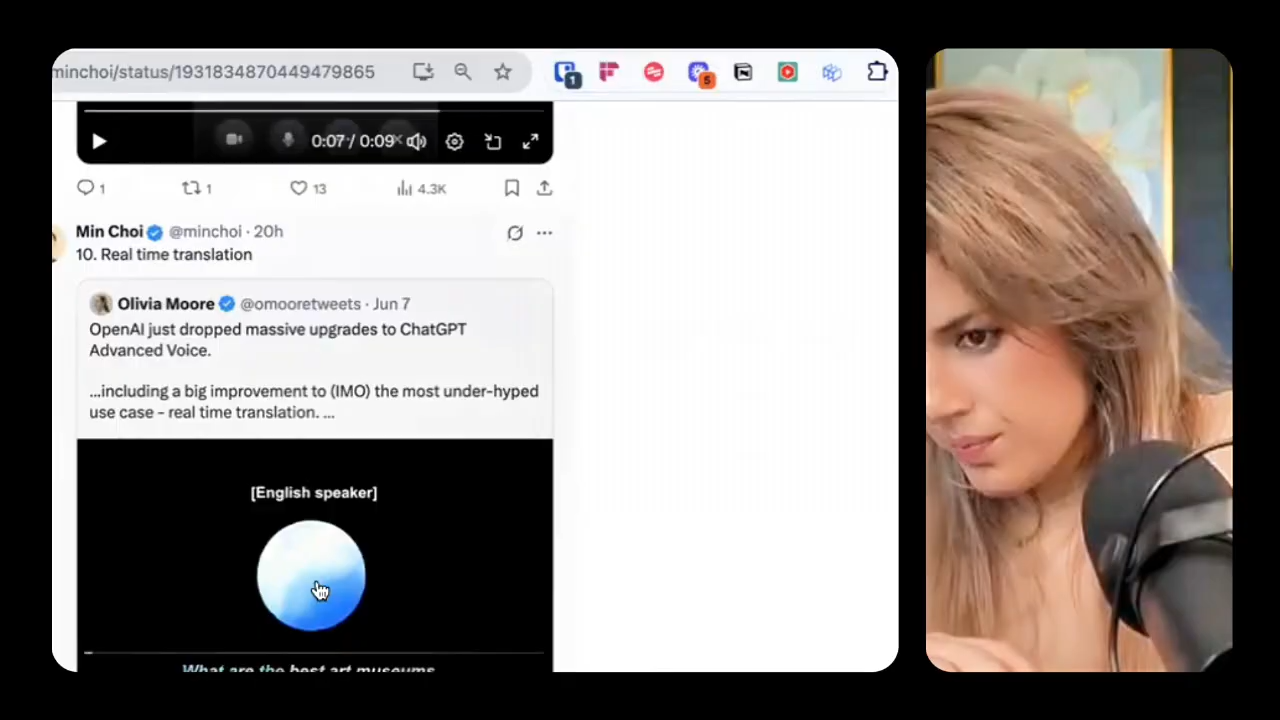 minchoi/status/1931834870449479865
1
5
0:07 / 0:09
1
1
13
4.3K
Min Choi @minchoi · 20h
10. Real time translation
Olivia Moore @omooretweets · Jun 7
OpenAI just dropped massive upgrades to ChatGPT
Advanced Voice.
...including a big improvement to (IMO) the most under-hyped
use case - real time translation. ...
[English speaker]
What are the best art museums